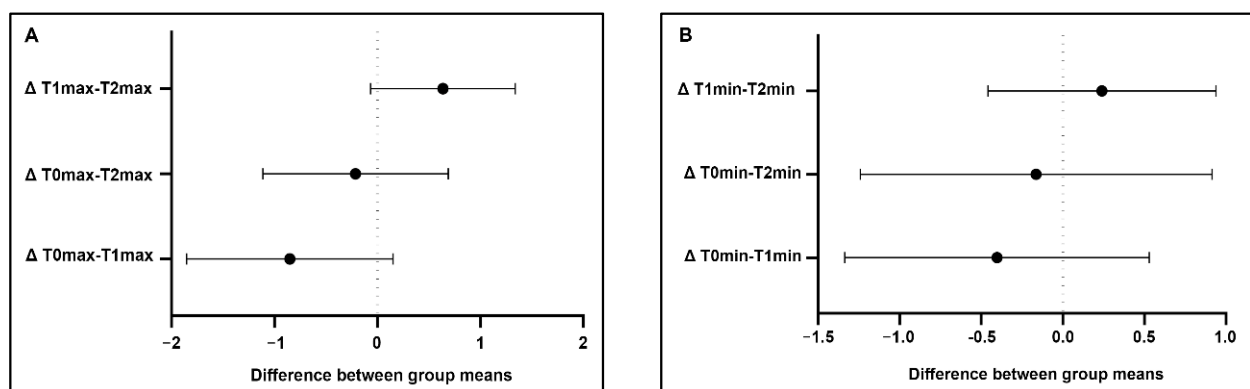 A
Δ T1max-T2max
Δ T0max-T2max
Δ T0max-T1max
−2 −1 0 1 2
Difference between group means
B
Δ T1min-T2min
Δ T0min-T2min
Δ T0min-T1min
−1.5 −1.0 -0.5 0.0 0.5 1.0
Difference between group means